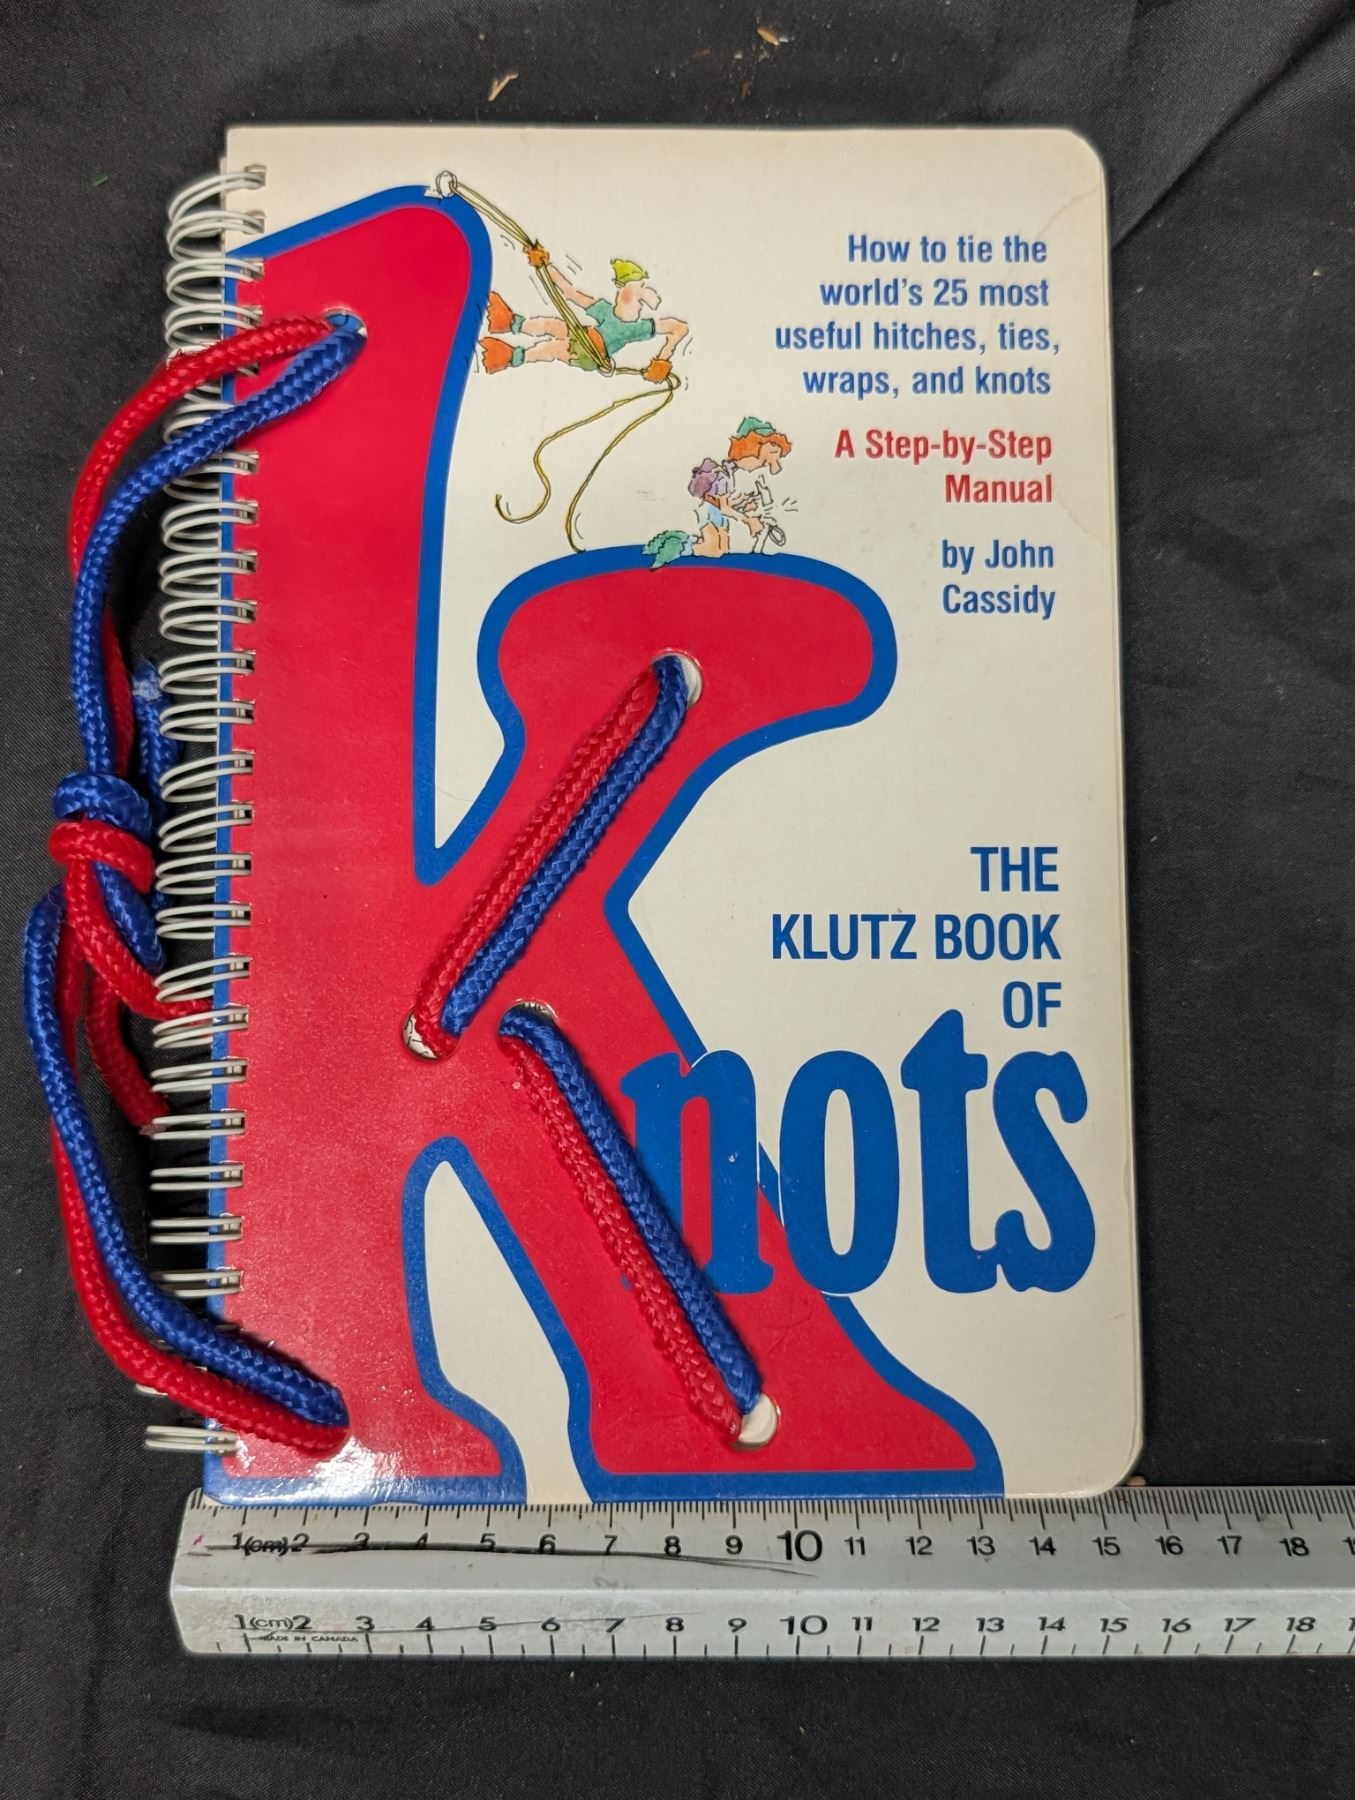 How to tie the
world's 25 most
useful hitches, ties,
wraps, and knots
A Step-by-Step
Manual
by John
Cassidy
THE
KLUTZ BOOK
OF
Knots
1(cm) 2 3 4 5 6 7 8 9 10 11 12 13 14 15 16 17 18
1(cm) 2 3 4 5 6 7 8 9 10 11 12 13 14 15 16 17 18
MADE IN CANADA